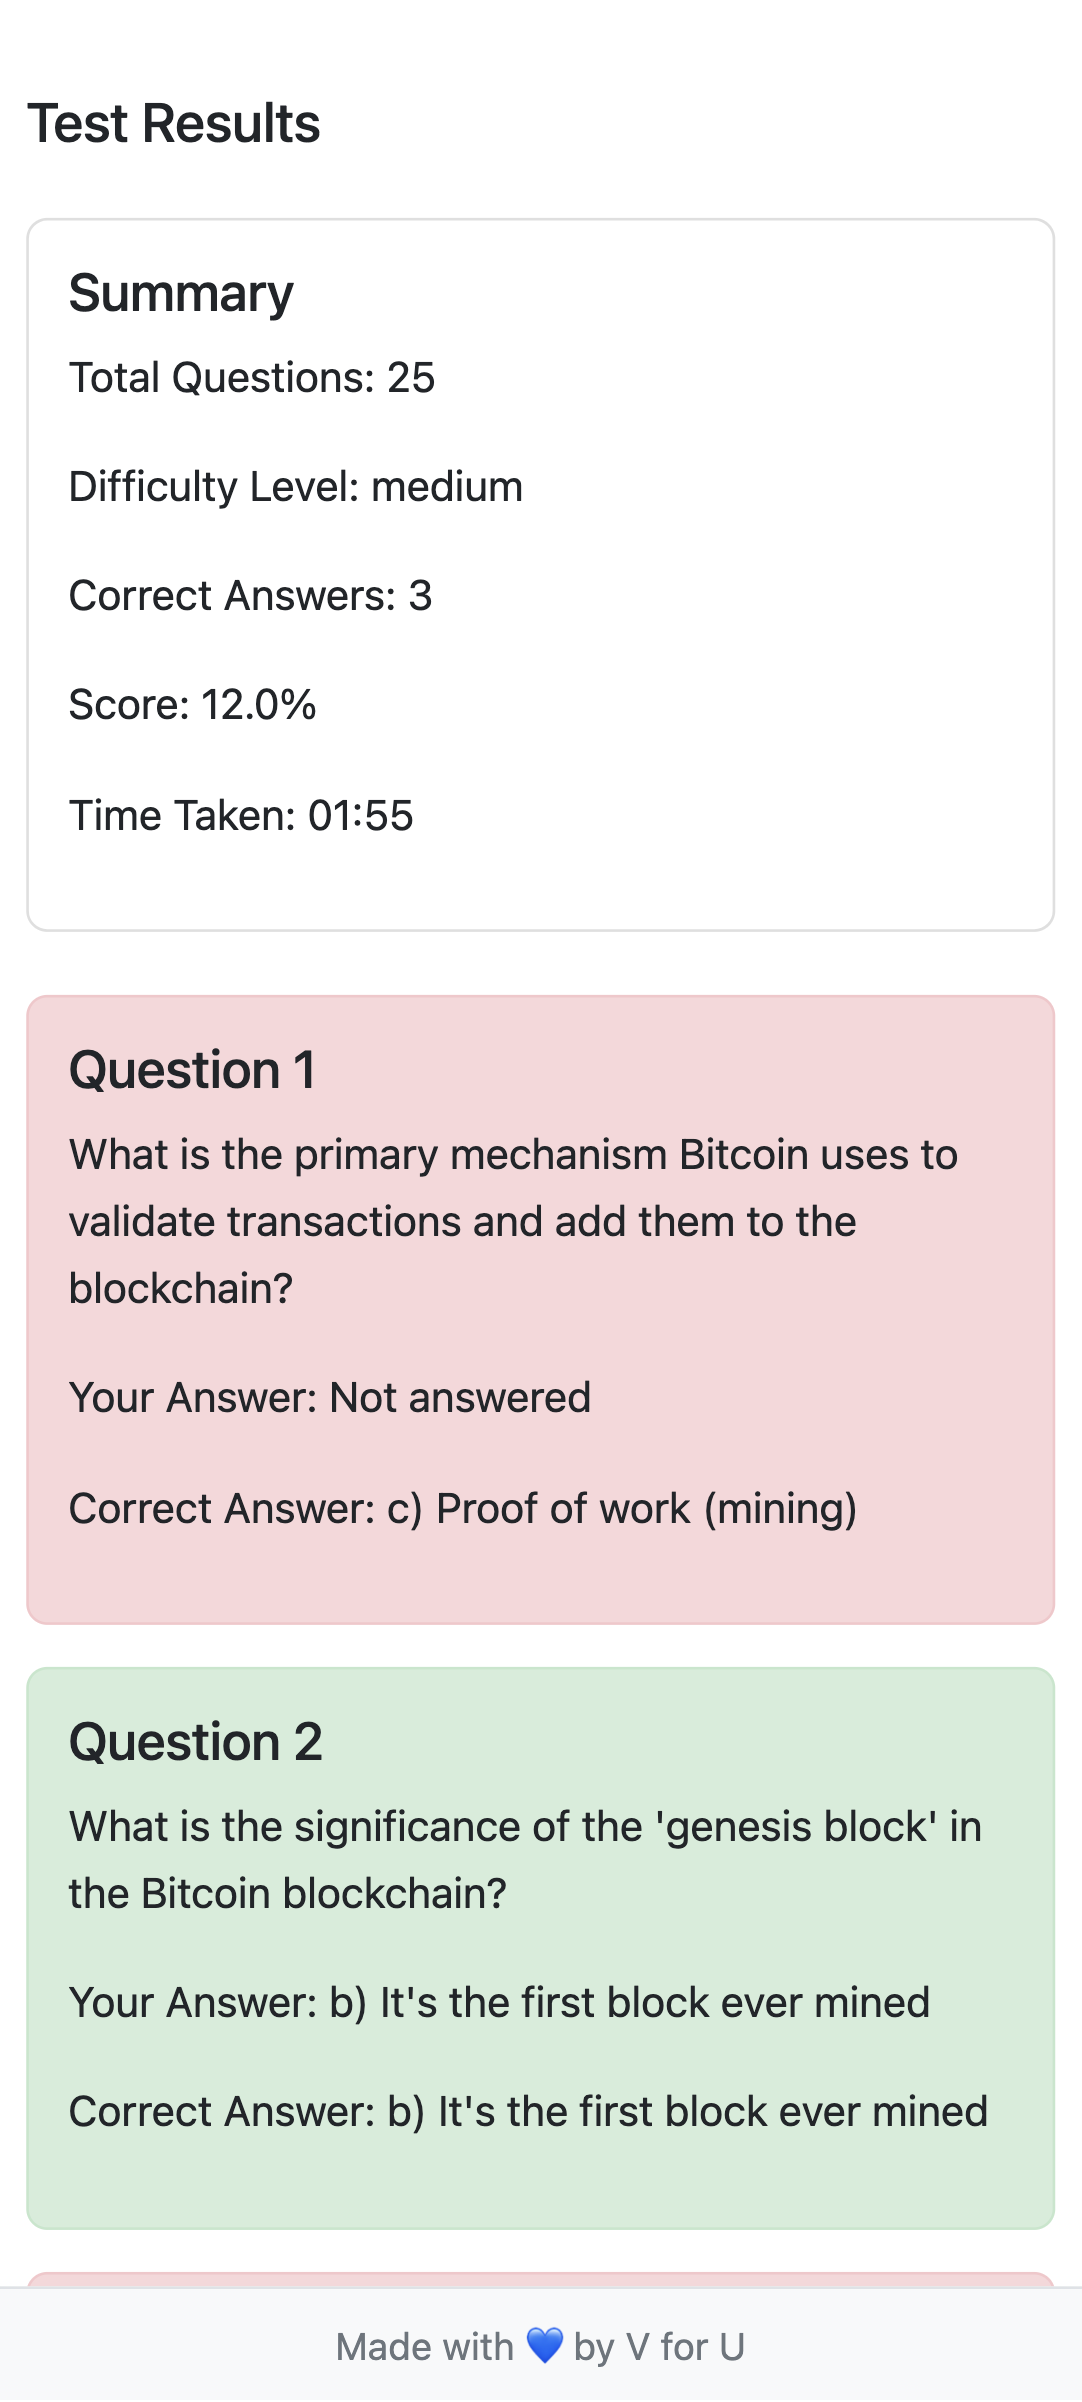 Test Results
Summary
Total Questions: 25
Difficulty Level: medium
Correct Answers: 3
Score: 12.0%
Time Taken: 01:55
Question 1
What is the primary mechanism Bitcoin uses to
validate transactions and add them to the
blockchain?
Your Answer: Not answered
Correct Answer: c) Proof of work (mining)
Question 2
What is the significance of the 'genesis block' in
the Bitcoin blockchain?
Your Answer: b) It's the first block ever mined
Correct Answer: b) It's the first block ever mined
Made with 💙 by V for U